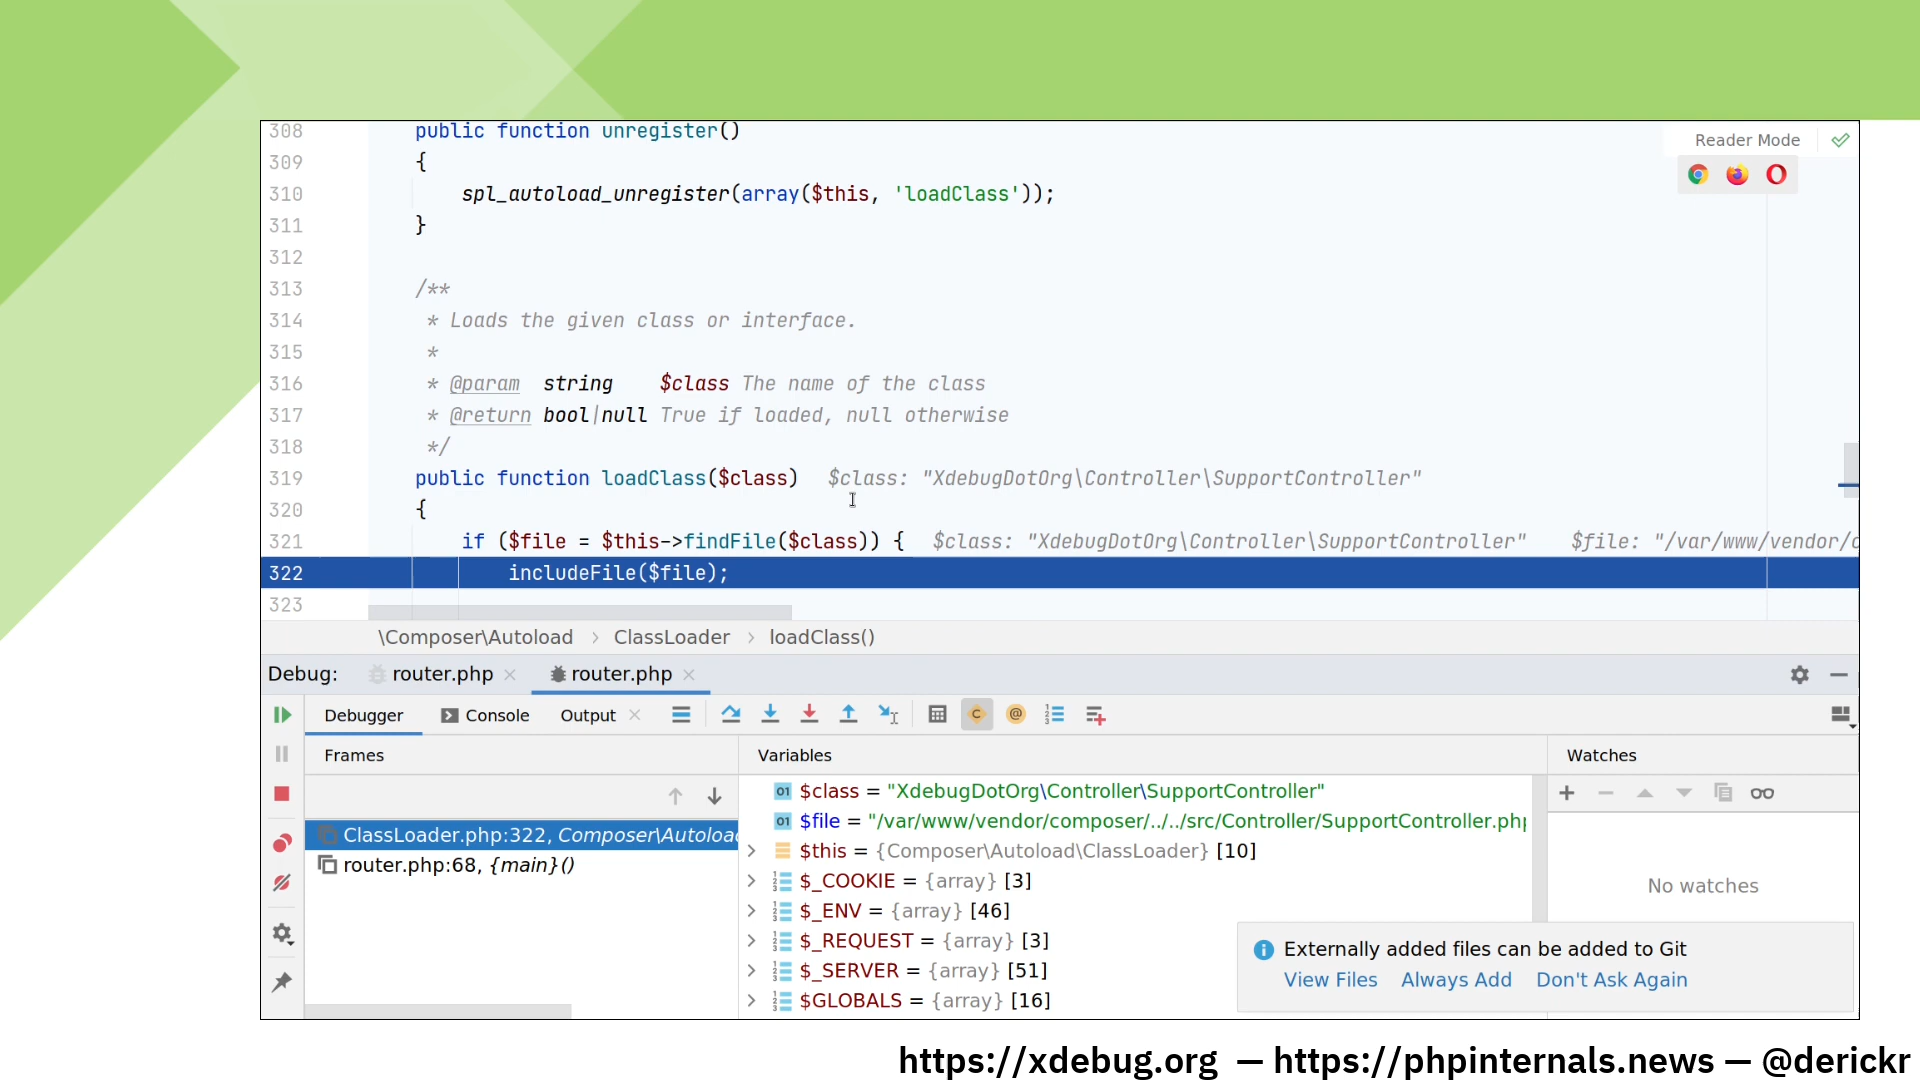 308 public function unregister()
309 {
310 spl_autoload_unregister(array($this, 'loadClass'));
311 }
312
313 /**
314 * Loads the given class or interface.
315 *
316 * @param string $class The name of the class
317 * @return bool|null True if loaded, null otherwise
318 */
319 public function loadClass($class) $class: "XdebugDotOrg\Controller\SupportController"
320 {
321 if ($file = $this->findFile($class)) { $class: "XdebugDotOrg\Controller\SupportController" $file: "/var/www/vendor/c
322 includeFile($file);
323
Reader Mode
\Composer\Autoload > ClassLoader > loadClass()
Debug: router.php router.php
Debugger Console Output
Frames
ClassLoader.php:322, Composer\Autoload
router.php:68, {main}()
Variables
$class = "XdebugDotOrg\Controller\SupportController"
$file = "/var/www/vendor/composer/../../src/Controller/SupportController.php
$this = {Composer\Autoload\ClassLoader} [10]
$_COOKIE = {array} [3]
$_ENV = {array} [46]
$_REQUEST = {array} [3]
$_SERVER = {array} [51]
$GLOBALS = {array} [16]
Watches
No watches
Externally added files can be added to Git
View Files Always Add Don't Ask Again
https://xdebug.org — https://phpinternals.news — @derickr